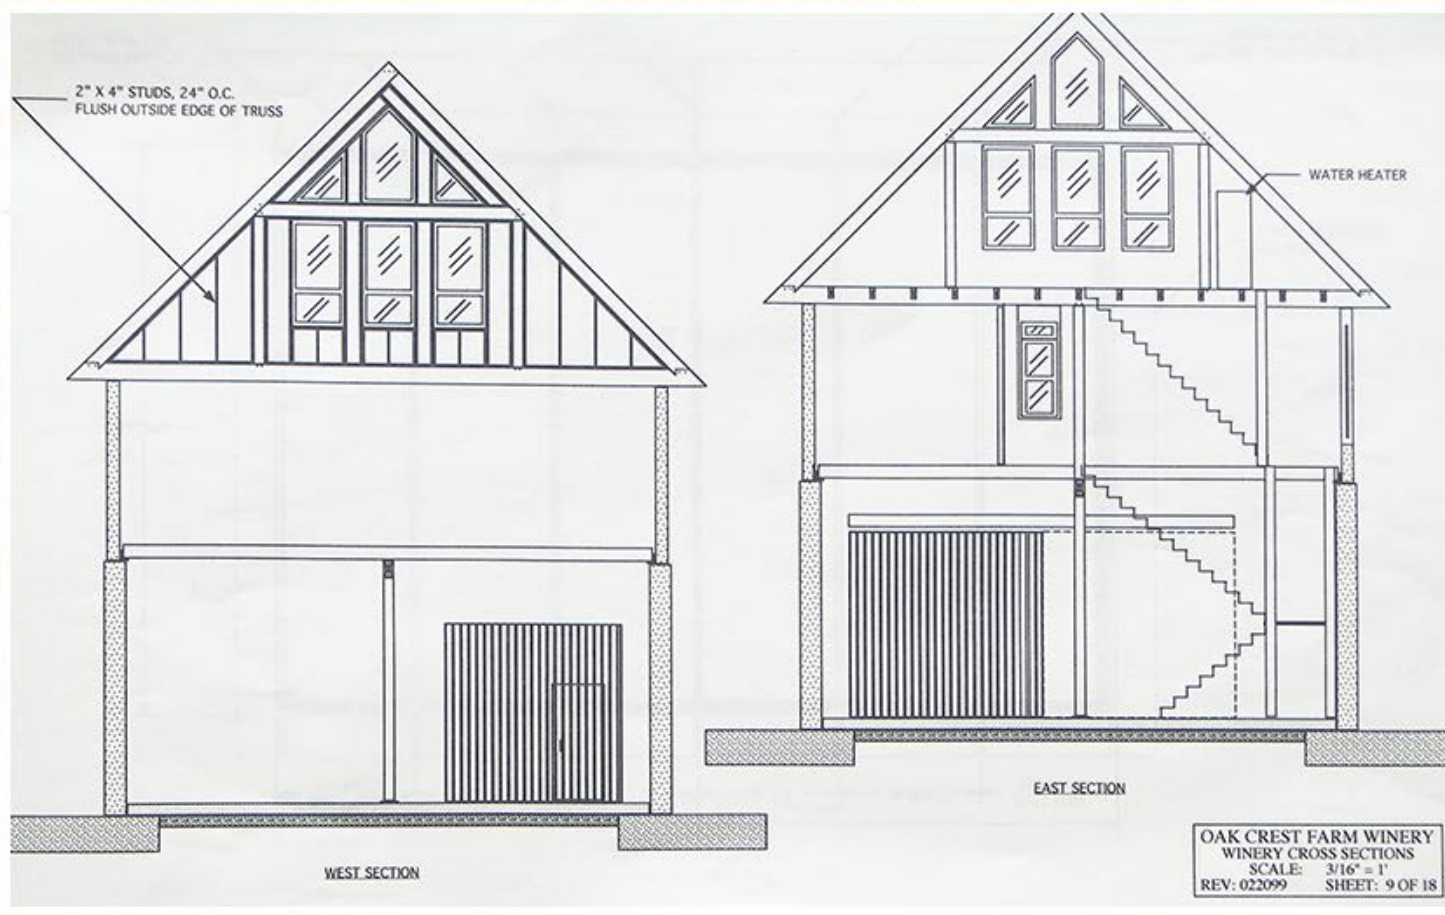 2" X 4" STUDS, 24" O.C.
FLUSH OUTSIDE EDGE OF TRUSS
WATER HEATER
EAST SECTION
WEST SECTION
OAK CREST FARM WINERY
WINERY CROSS SECTIONS
SCALE: 3/16" = 1'
REV: 022099 SHEET: 9 OF 18